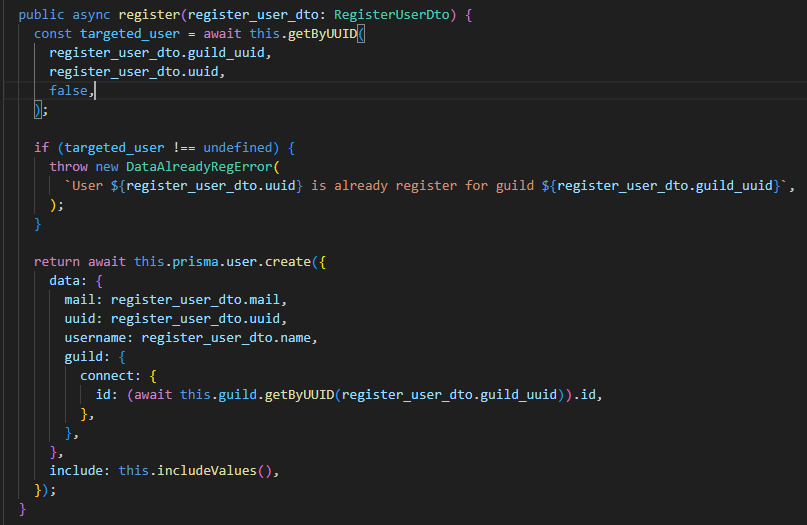 public async register(register_user_dto: RegisterUserDto) {
const targeted_user = await this.getByUUID(
register_user_dto.guild_uuid,
register_user_dto.uuid,
false,
);
if (targeted_user !== undefined) {
throw new DataAlreadyRegError(
`User ${register_user_dto.uuid} is already register for guild ${register_user_dto.guild_uuid}`,
);
}
return await this.prisma.user.create({
data: {
mail: register_user_dto.mail,
uuid: register_user_dto.uuid,
username: register_user_dto.name,
guild: {
connect: {
id: (await this.guild.getByUUID(register_user_dto.guild_uuid)).id,
},
},
},
include: this.includeValues(),
});
}